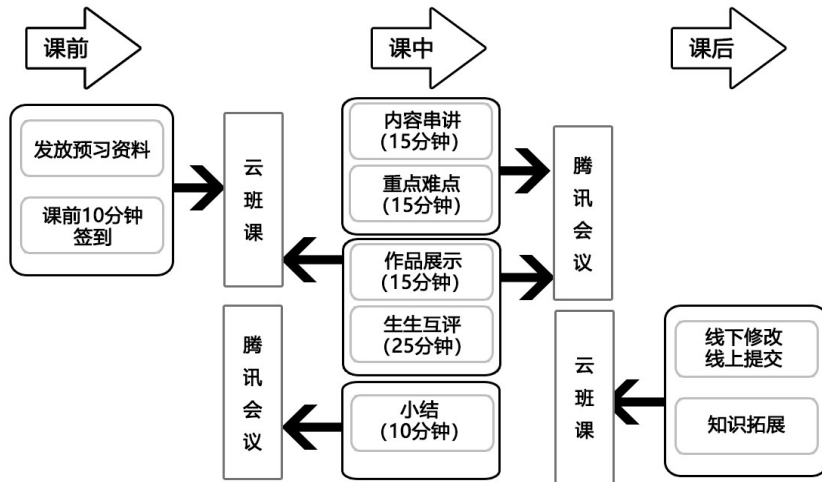 课前
课中
课后
发放预习资料
课前10分钟
签到
云班课
内容串讲
(15分钟)
重点难点
(15分钟)
腾讯会议
作品展示
(15分钟)
生生互评
(25分钟)
腾讯会议
小结
(10分钟)
云班课
线下修改
线上提交
知识拓展